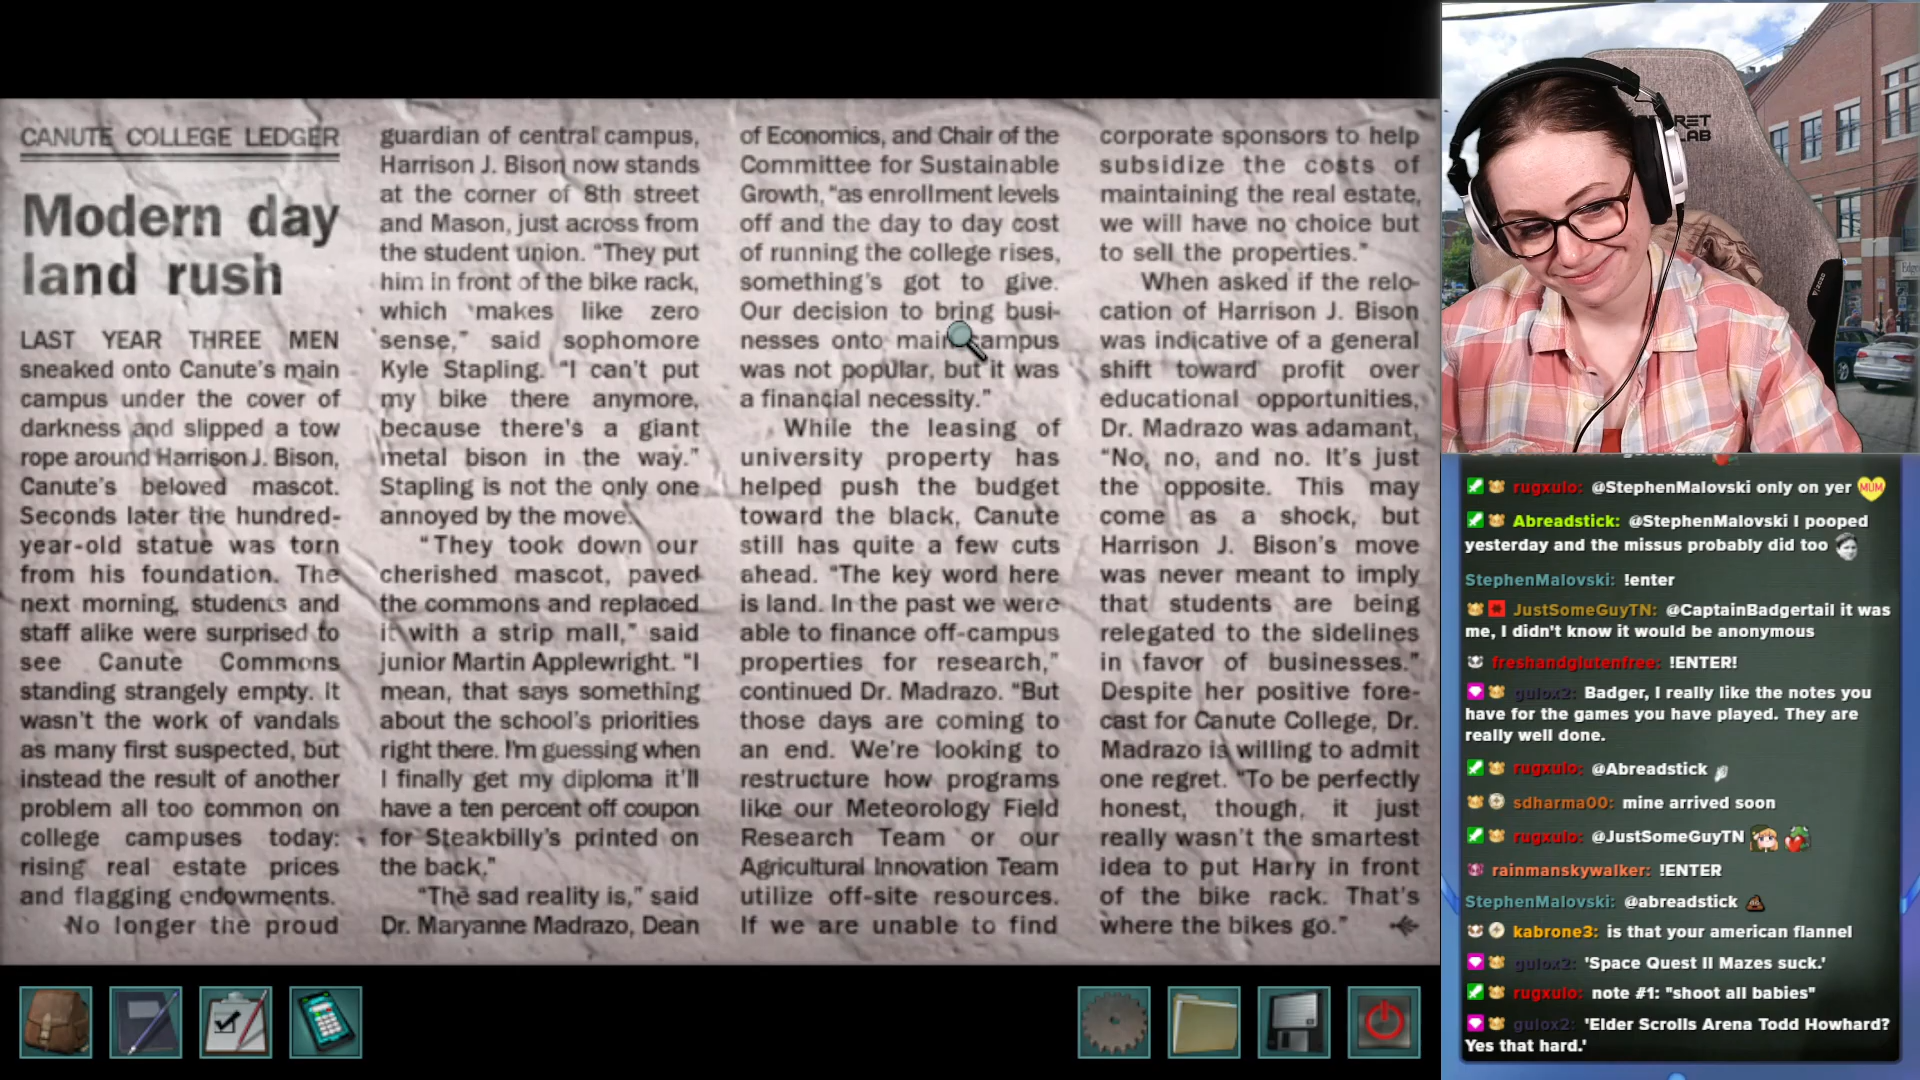 CANUTE COLLEGE LEDGER
Modern day
land rush
LAST YEAR THREE MEN
sneaked onto Canute's main
campus under the cover of
darkness and slipped a tow
rope around Harrison J. Bison,
Canute's beloved mascot.
Seconds later the hundred-
year-old statue was torn
from his foundation. The
next morning, students and
staff alike were surprised to
see Canute Commons
standing strangely empty. It
wasn't the work of vandals
as many first suspected, but
instead the result of another
problem all too common on
college campuses today:
rising real estate prices
and flagging endowments.
No longer the proud
guardian of central campus,
Harrison J. Bison now stands
at the corner of 8th street
and Mason, just across from
the student union. "They put
him in front of the bike rack,
which makes like zero
sense," said sophomore
Kyle Stapling. "I can't put
my bike there anymore,
because there's a giant
metal bison in the way."
Stapling is not the only one
annoyed by the move.
"They took down our
cherished mascot, paved
the commons and replaced
it with a strip mall," said
junior Martin Applewright. "I
mean, that says something
about the school's priorities
right there. I'm guessing when
I finally get my diploma it'll
have a ten percent off coupon
for Steakbilly's printed on
the back."
"The sad reality is," said
Dr. Maryanne Madrazo, Dean
of Economics, and Chair of the
Committee for Sustainable
Growth, "as enrollment levels
off and the day to day cost
of running the college rises,
something's got to give.
Our decision to bring busi-
nesses onto main campus
was not popular, but it was
a financial necessity."
While the leasing of
university property has
helped push the budget
toward the black, Canute
still has quite a few cuts
ahead. "The key word here
is land. In the past we were
able to finance off-campus
properties for research,"
continued Dr. Madrazo. "But
those days are coming to
an end. We're looking to
restructure how programs
like our Meteorology Field
Research Team or our
Agricultural Innovation Team
utilize off-site resources.
If we are unable to find
corporate sponsors to help
subsidize the costs of
maintaining the real estate,
we will have no choice but
to sell the properties."
When asked if the relo-
cation of Harrison J. Bison
was indicative of a general
shift toward profit over
educational opportunities,
Dr. Madrazo was adamant,
"No, no, and no. It's just
the opposite. This may
come as a shock, but
Harrison J. Bison's move
was never meant to imply
that students are being
relegated to the sidelines
in favor of businesses."
Despite her positive fore-
cast for Canute College, Dr.
Madrazo is willing to admit
one regret. "To be perfectly
honest, though, it just
really wasn't the smartest
idea to put Harry in front
of the bike rack. That's
where the bikes go."
rugxulo: @StephenMalovski only on yer MUM
Abreadstick: @StephenMalovski I pooped
yesterday and the missus probably did too
StephenMalovski: !enter
JustSomeGuyTN: @CaptainBadgertail it was
me, I didn't know it would be anonymous
freshandglutenfree: !ENTER!
gulox2: Badger, I really like the notes you
have for the games you have played. They are
really well done.
rugxulo: @Abreadstick
sdharma00: mine arrived soon
rugxulo: @JustSomeGuyTN
rainmanskywalker: !ENTER
StephenMalovski: @abreadstick
kabrone3: is that your american flannel
gulox2: 'Space Quest II Mazes suck.'
rugxulo: note #1: "shoot all babies"
gulox2: 'Elder Scrolls Arena Todd Howhard?
Yes that hard.'